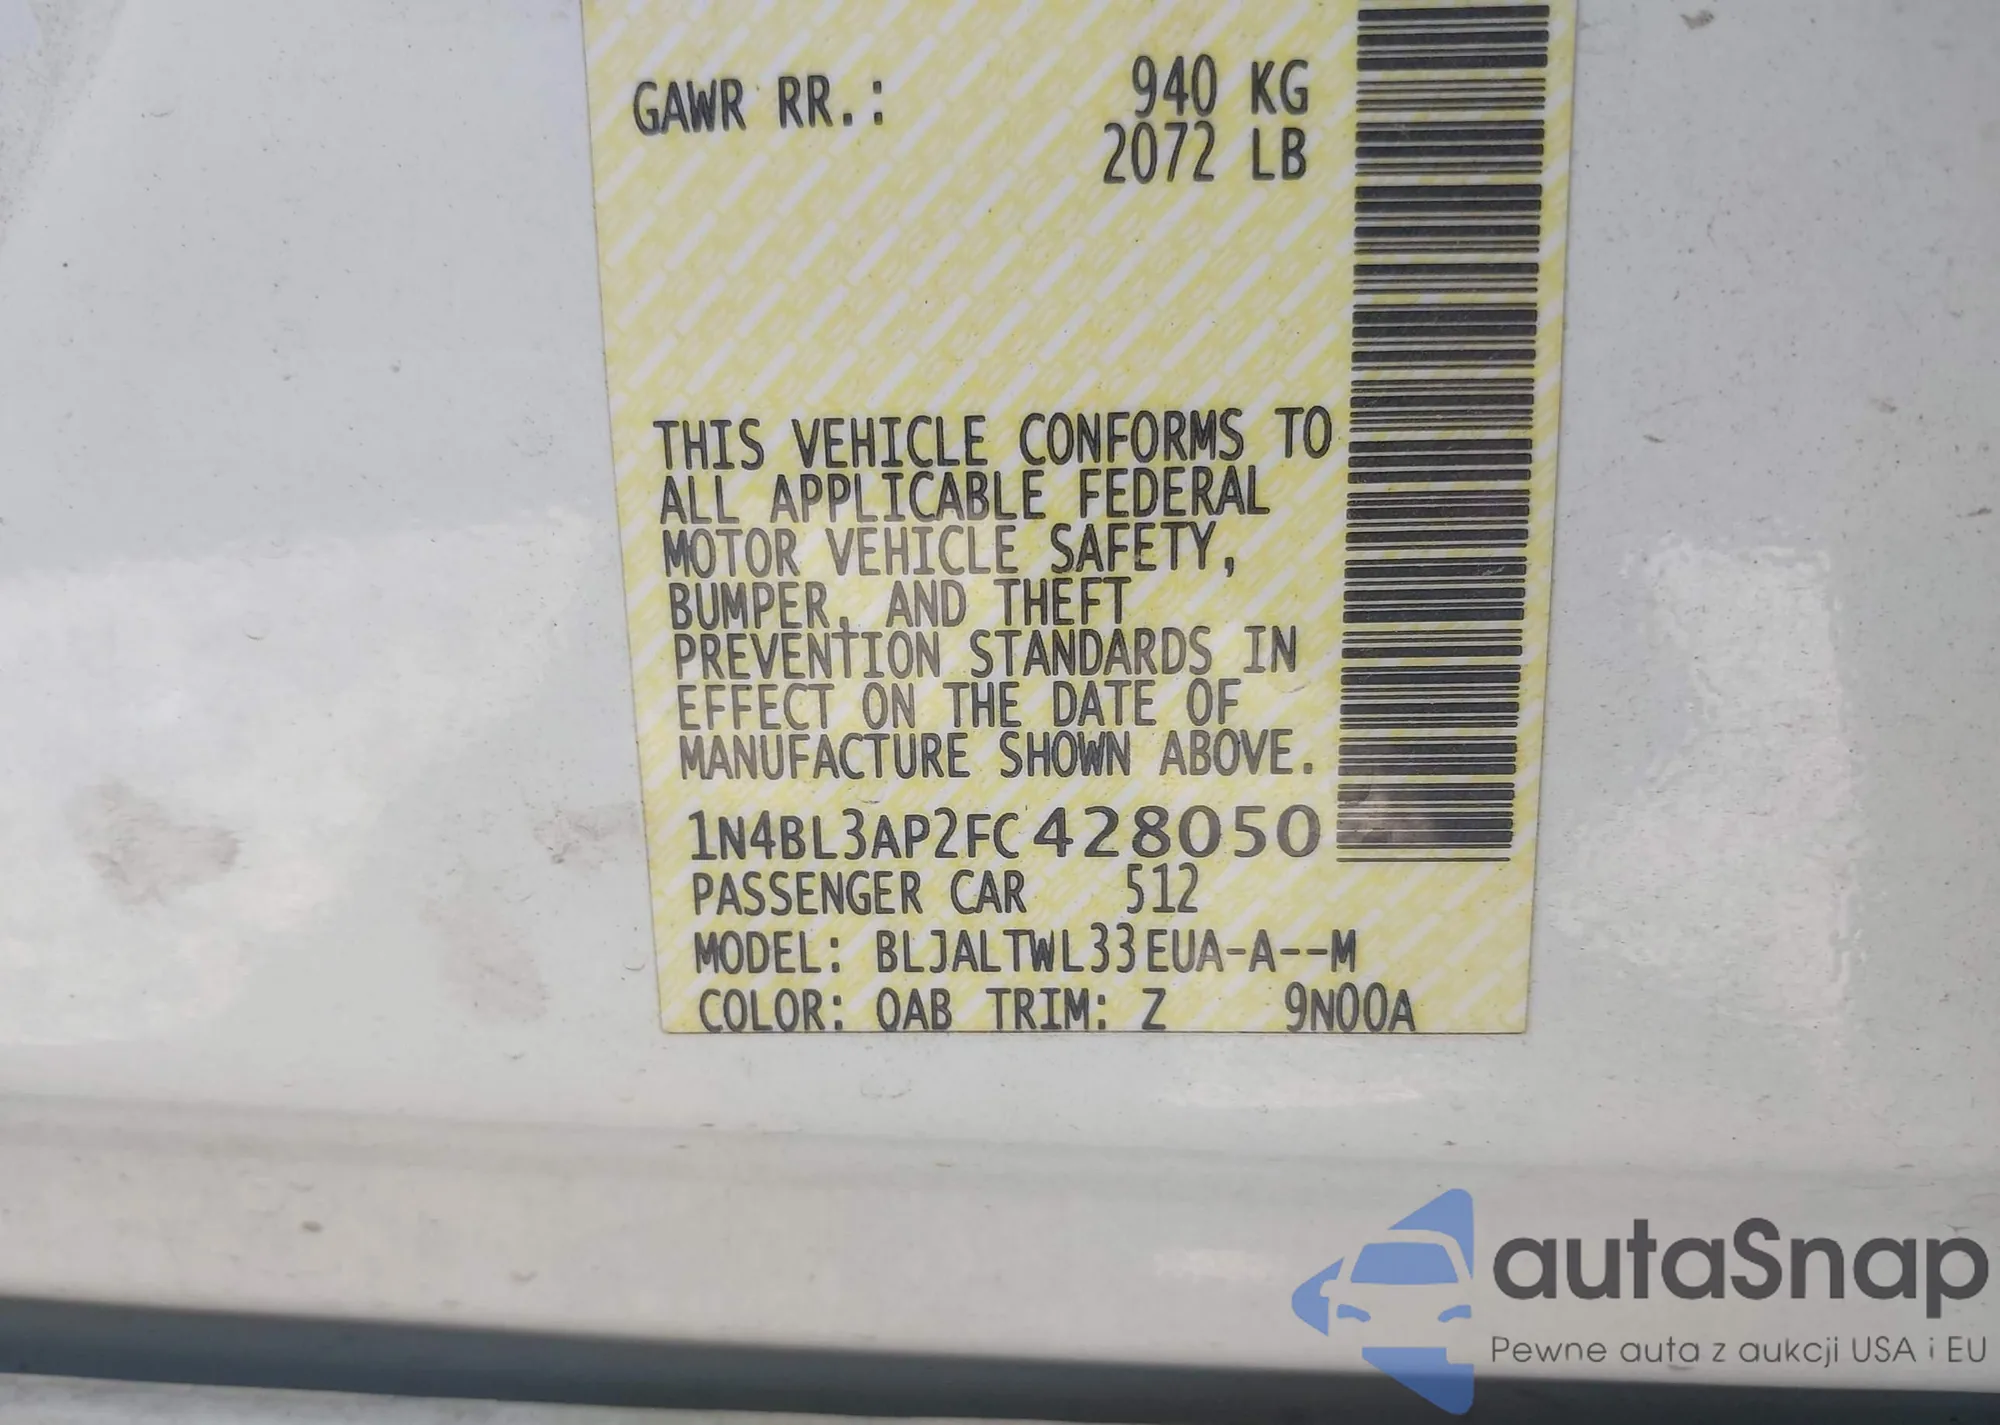 GAWR RR.: 940 KG
2072 LB
THIS VEHICLE CONFORMS TO
ALL APPLICABLE FEDERAL
MOTOR VEHICLE SAFETY,
BUMPER, AND THEFT
PREVENTION STANDARDS IN
EFFECT ON THE DATE OF
MANUFACTURE SHOWN ABOVE.
1N4BL3AP2FC428050
PASSENGER CAR 512
MODEL: BLJALTWL33EUA-A--M
COLOR: QAB TRIM: Z 9N00A
autaSnap
Pewne auta z aukcji USA i EU